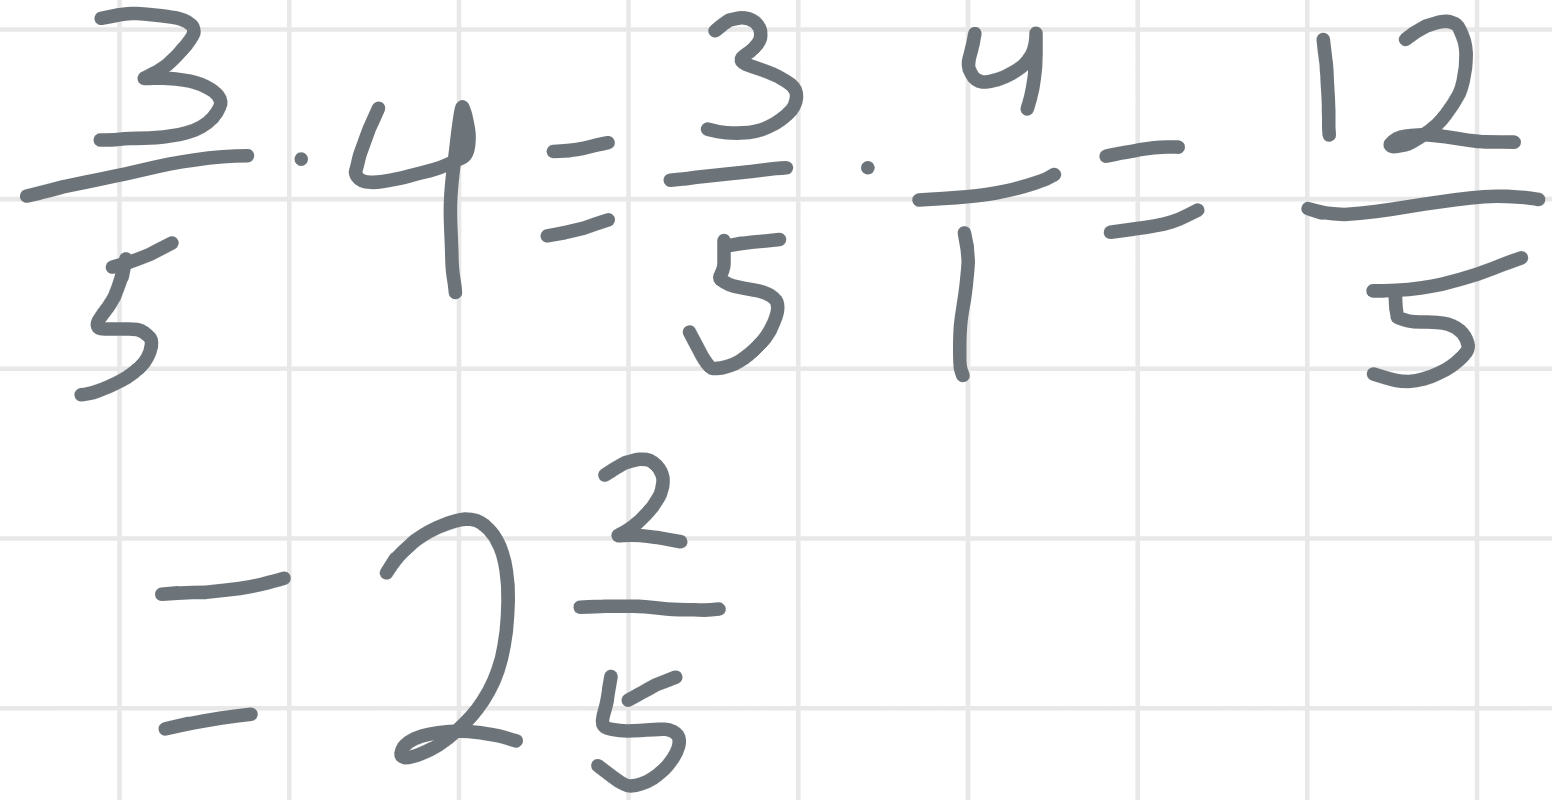 3/5 · 4 = 3/5 · 4/1 = 12/5
= 2 2/5